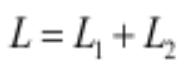 L = L₁ + L₂